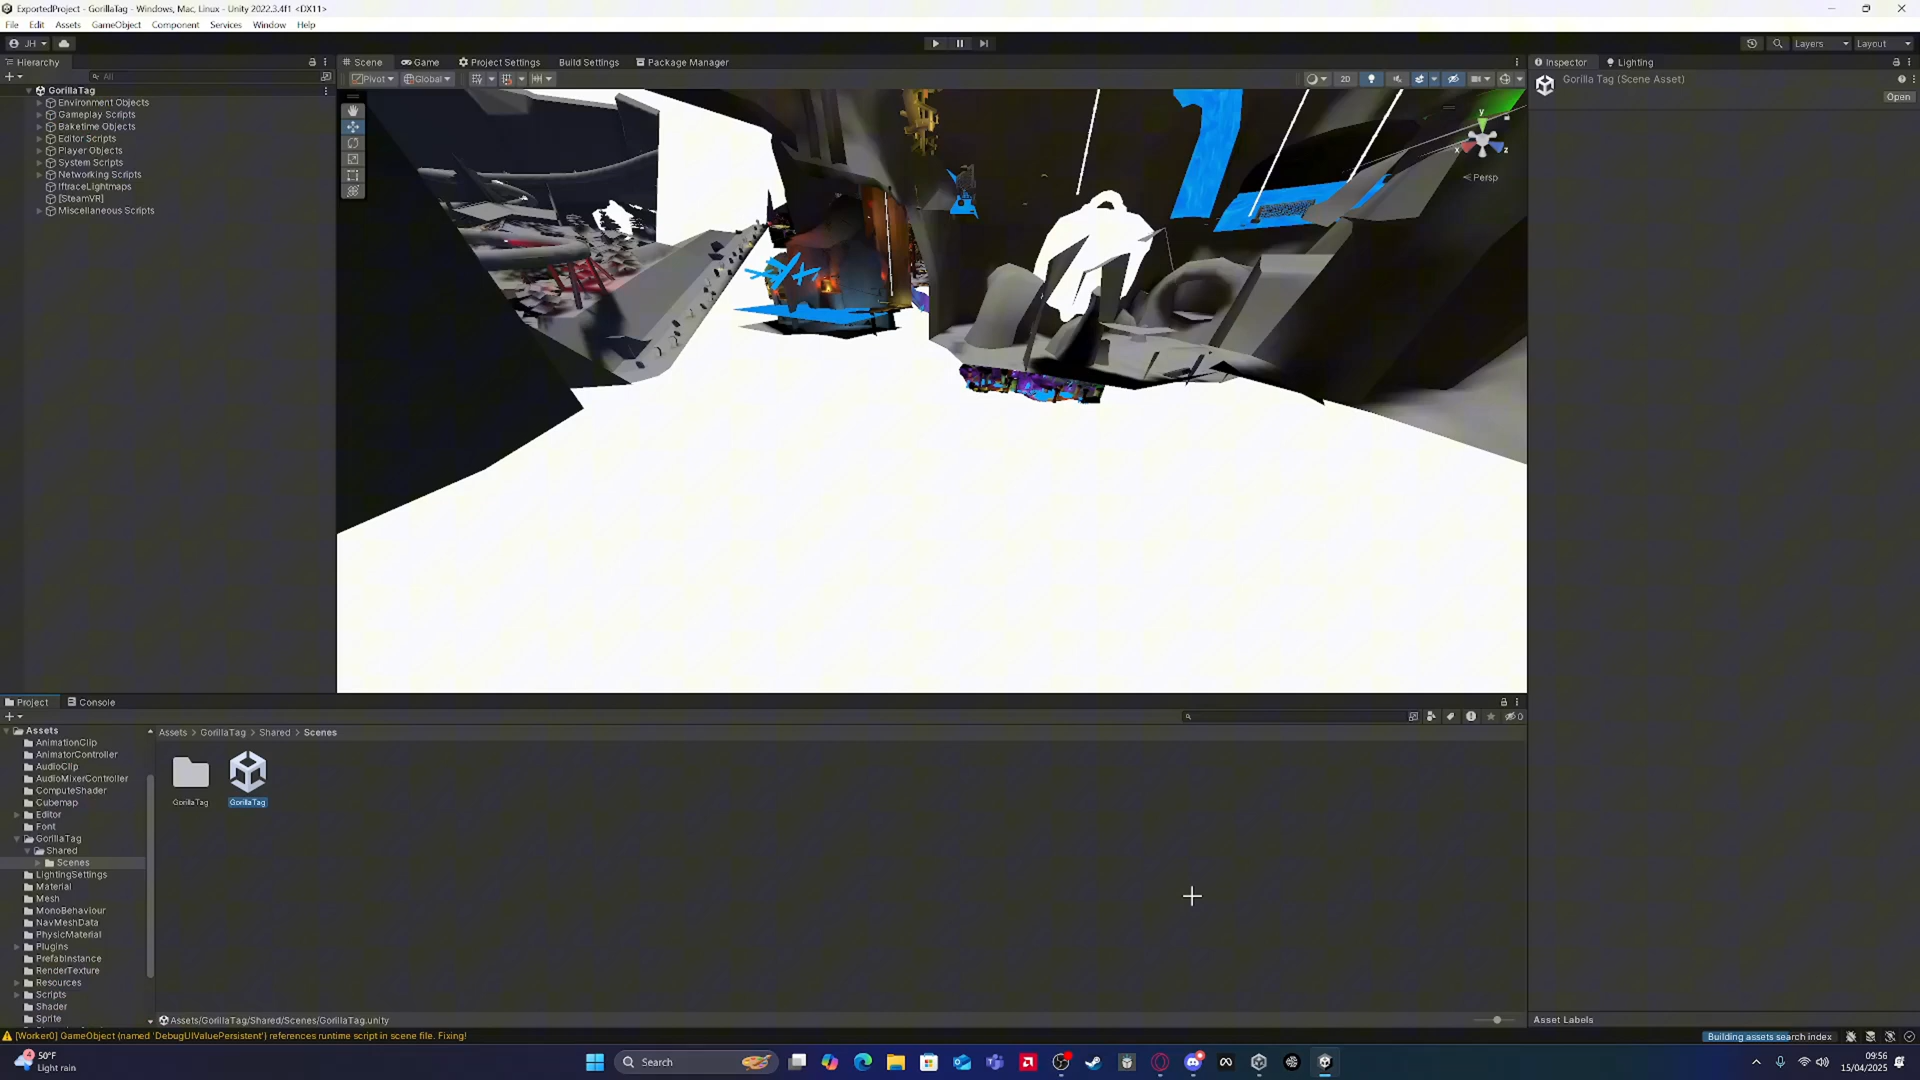 ExportedProject - GorillaTag - Windows, Mac, Linux - Unity 2022.3.4f1 <DX11>
File Edit Assets GameObject Component Services Window Help
JH Layers Layout
Hierarchy Scene Game Project Settings Build Settings Package Manager Inspector Lighting
All Pivot Global 2D Gorilla Tag (Scene Asset)
Open
GorillaTag
Environment Objects
Gameplay Scripts
Baketime Objects
Editor Scripts
Player Objects
System Scripts
Networking Scripts
IftraceLightmaps
[SteamVR]
Miscellaneous Scripts
y
x z
Persp
Project Console
0
Assets
AnimationClip
AnimatorController
AudioClip
AudioMixerController
ComputeShader
Cubemap
Editor
Font
GorillaTag
Shared
Scenes
LightingSettings
Material
Mesh
MonoBehaviour
NavMeshData
PhysicMaterial
Plugins
PrefabInstance
RenderTexture
Resources
Scripts
Shader
Sprite
Assets > GorillaTag > Shared > Scenes
GorillaTag GorillaTag
Assets/GorillaTag/Shared/Scenes/GorillaTag.unity
Asset Labels
[Worker0] GameObject (named 'DebugUIValuePersistent') references runtime script in scene file. Fixing!
Building assets search index
4
50°F
Light rain
Search
09:56
15/04/2025